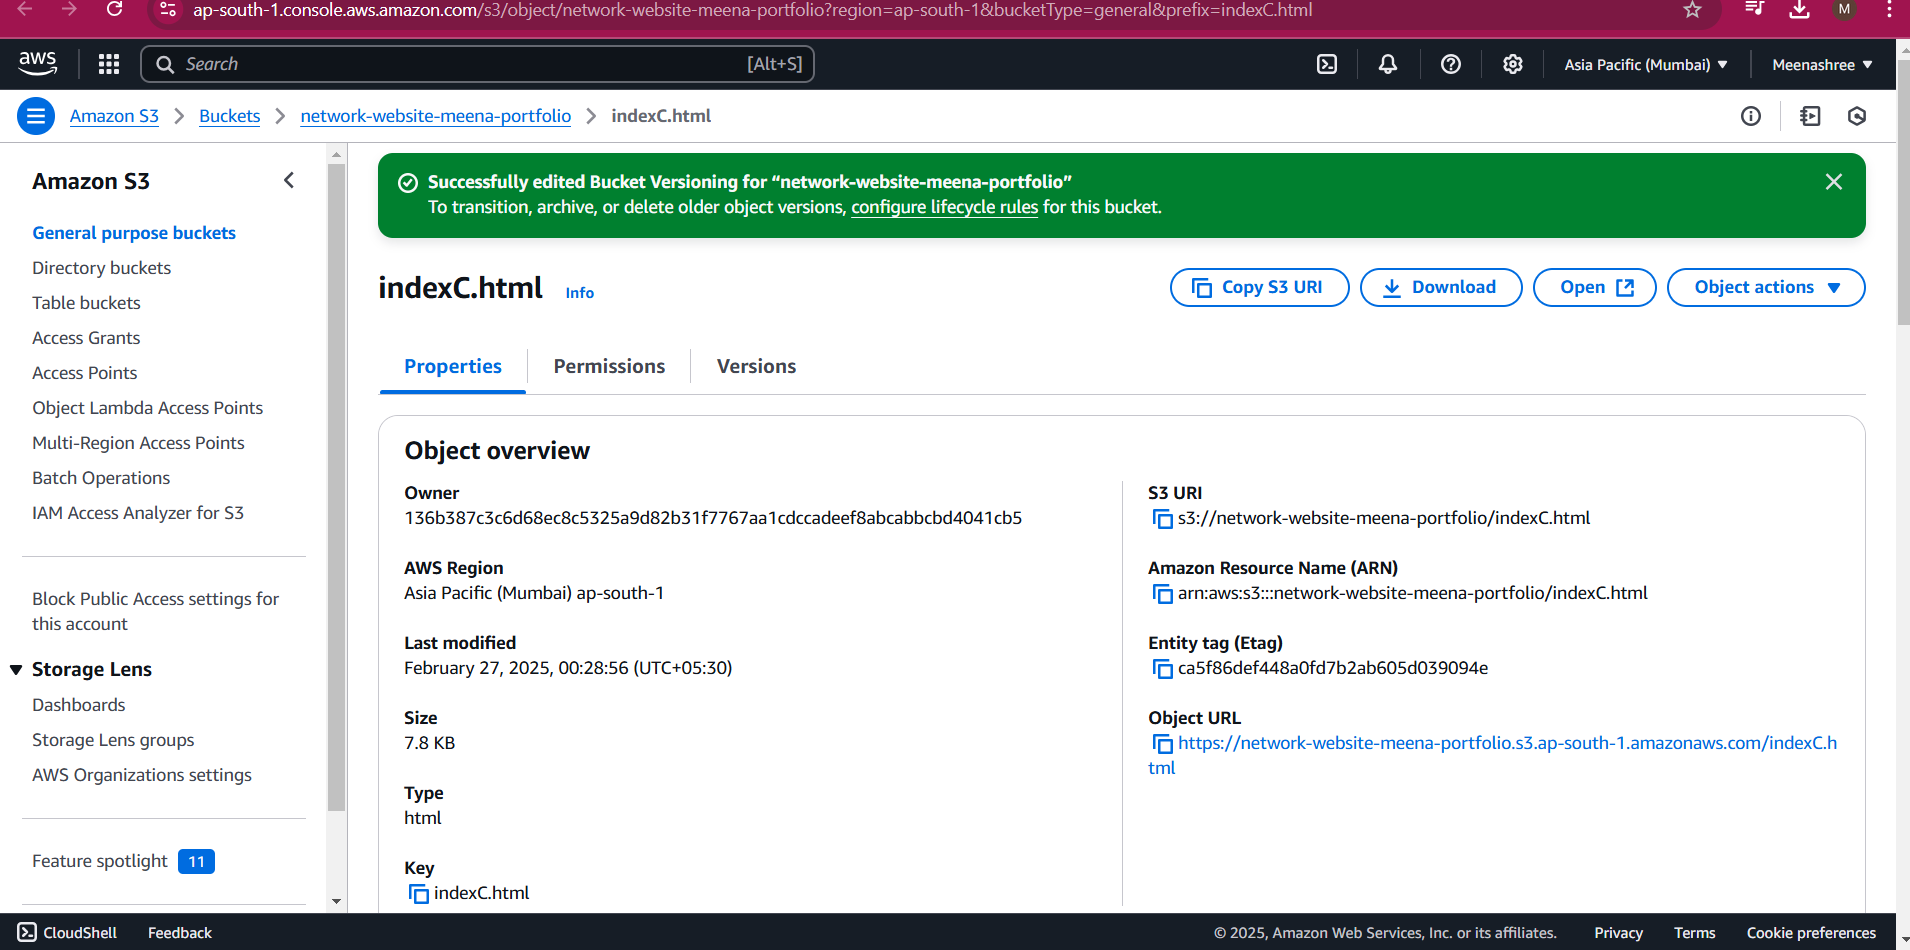 ap-south-1.console.aws.amazon.com/s3/object/network-website-meena-portfolio?region=ap-south-1&bucketType=general&prefix=indexC.html
M
aws
Search
[Alt+S]
Asia Pacific (Mumbai)
Meenashree
Amazon S3
Buckets
network-website-meena-portfolio
indexC.html
Amazon S3
General purpose buckets
Directory buckets
Table buckets
Access Grants
Access Points
Object Lambda Access Points
Multi-Region Access Points
Batch Operations
IAM Access Analyzer for S3
Block Public Access settings for
this account
Storage Lens
Dashboards
Storage Lens groups
AWS Organizations settings
Feature spotlight 11
Successfully edited Bucket Versioning for “network-website-meena-portfolio”
To transition, archive, or delete older object versions, configure lifecycle rules for this bucket.
indexC.html Info
Copy S3 URI
Download
Open
Object actions
Properties
Permissions
Versions
Object overview
Owner
136b387c3c6d68ec8c5325a9d82b31f7767aa1cdccadeef8abcabbcbd4041cb5
AWS Region
Asia Pacific (Mumbai) ap-south-1
Last modified
February 27, 2025, 00:28:56 (UTC+05:30)
Size
7.8 KB
Type
html
Key
indexC.html
S3 URI
s3://network-website-meena-portfolio/indexC.html
Amazon Resource Name (ARN)
arn:aws:s3:::network-website-meena-portfolio/indexC.html
Entity tag (Etag)
ca5f86def448a0fd7b2ab605d039094e
Object URL
https://network-website-meena-portfolio.s3.ap-south-1.amazonaws.com/indexC.h
tml
CloudShell
Feedback
© 2025, Amazon Web Services, Inc. or its affiliates.
Privacy
Terms
Cookie preferences